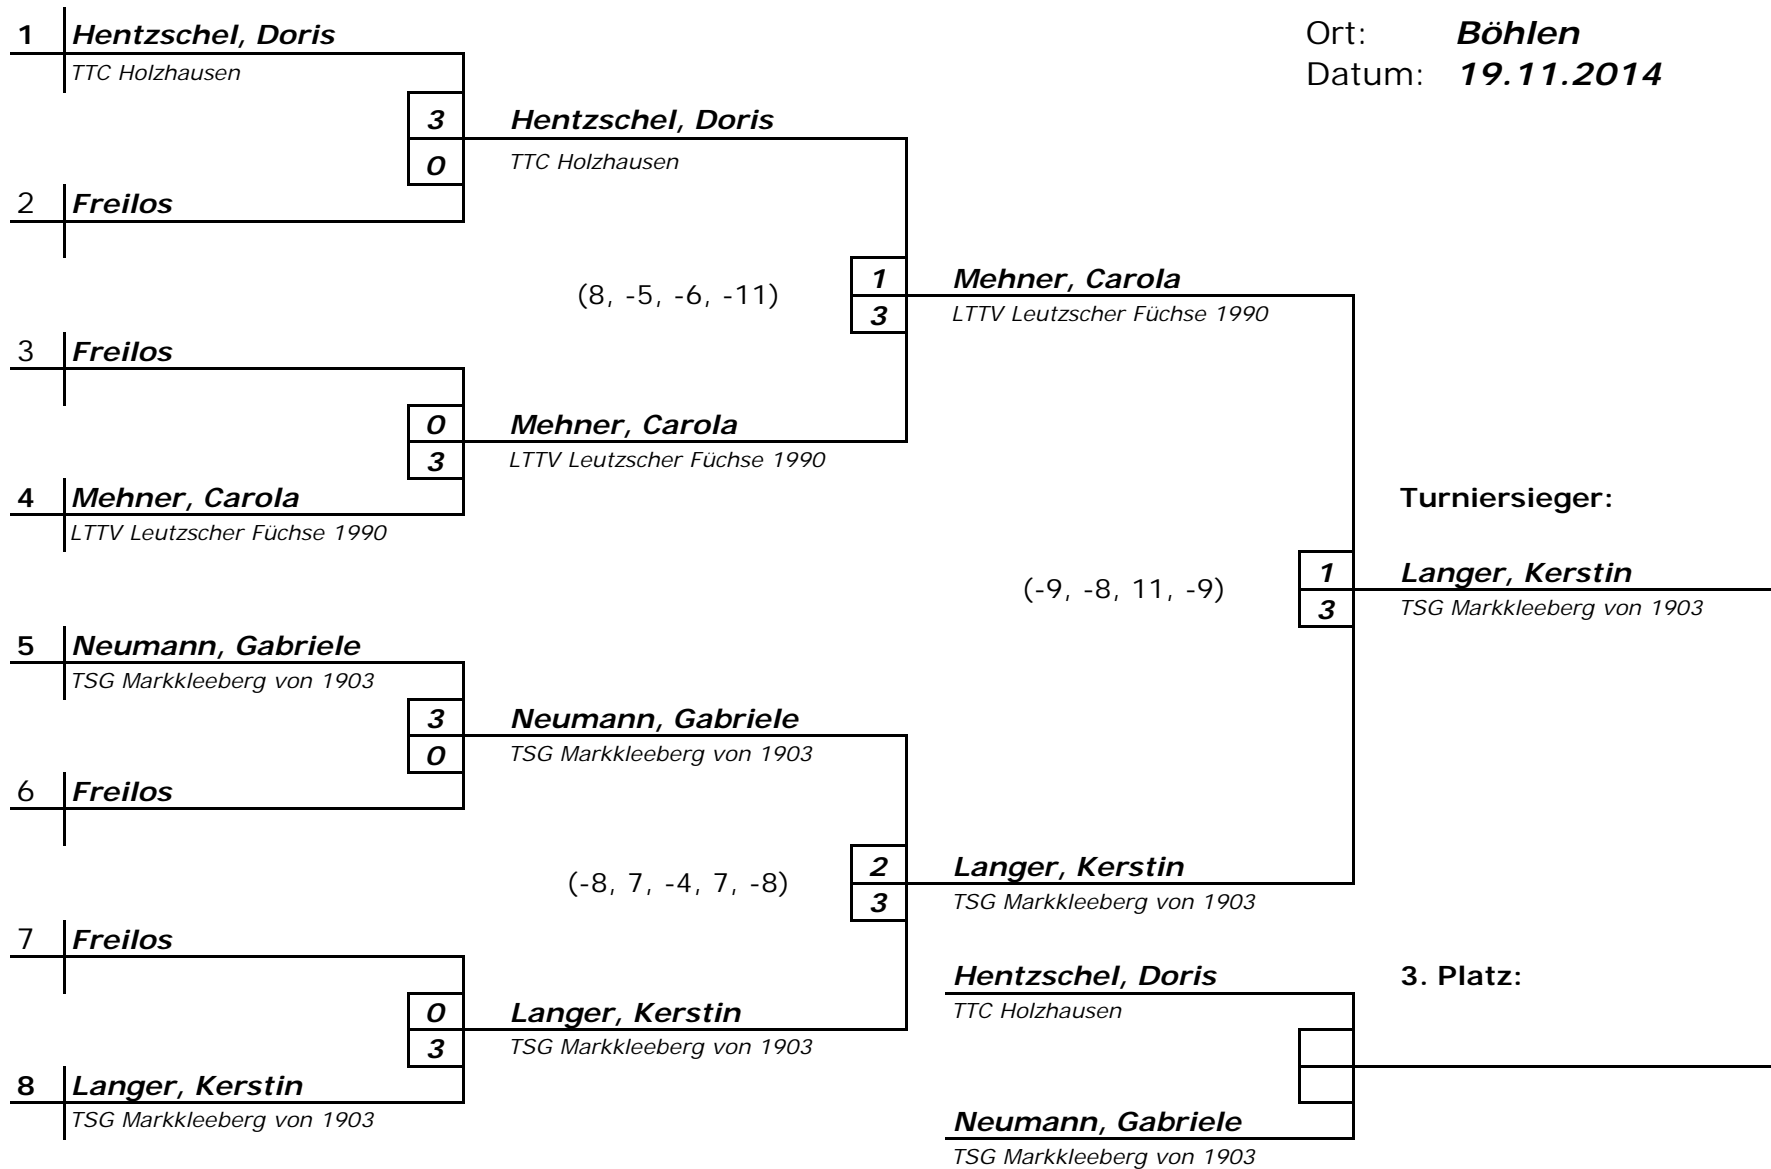 1 Hentzschel, Doris
TTC Holzhausen
Ort: Böhlen
Datum: 19.11.2014
3 Hentzschel, Doris
0 TTC Holzhausen
2 Freilos
(8, -5, -6, -11)
1 Mehner, Carola
3 LTTV Leutzscher Füchse 1990
3 Freilos
0 Mehner, Carola
3 LTTV Leutzscher Füchse 1990
4 Mehner, Carola
LTTV Leutzscher Füchse 1990
Turniersieger:
(-9, -8, 11, -9)
1 Langer, Kerstin
3 TSG Markkleeberg von 1903
5 Neumann, Gabriele
TSG Markkleeberg von 1903
3 Neumann, Gabriele
0 TSG Markkleeberg von 1903
6 Freilos
(-8, 7, -4, 7, -8)
2 Langer, Kerstin
3 TSG Markkleeberg von 1903
7 Freilos
0 Langer, Kerstin
3 TSG Markkleeberg von 1903
8 Langer, Kerstin
TSG Markkleeberg von 1903
Hentzschel, Doris
TTC Holzhausen
3. Platz:
Neumann, Gabriele
TSG Markkleeberg von 1903